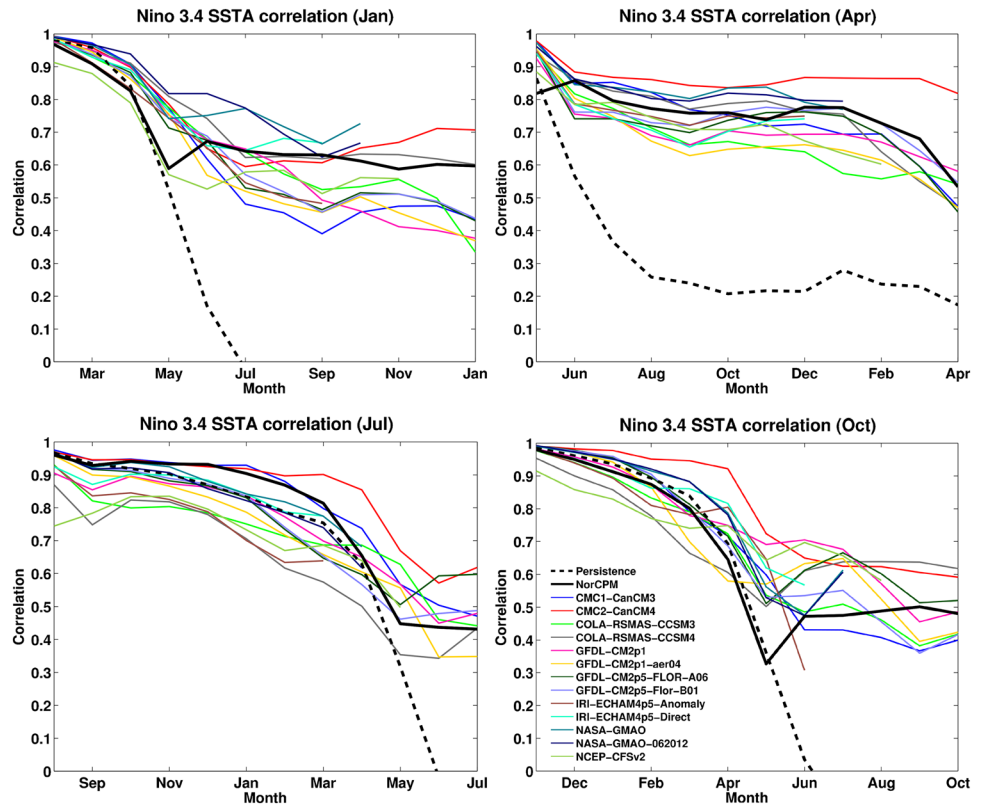 Nino 3.4 SSTA correlation (Jan)
1
0.9
0.8
0.7
0.6
0.5
0.4
0.3
0.2
0.1
0
Correlation
Mar May Jul Sep Nov Jan
Month
Nino 3.4 SSTA correlation (Apr)
1
0.9
0.8
0.7
0.6
0.5
0.4
0.3
0.2
0.1
0
Correlation
Jun Aug Oct Dec Feb Apr
Month
Nino 3.4 SSTA correlation (Jul)
1
0.9
0.8
0.7
0.6
0.5
0.4
0.3
0.2
0.1
0
Correlation
Sep Nov Jan Mar May Jul
Month
Nino 3.4 SSTA correlation (Oct)
1
0.9
0.8
0.7
0.6
0.5
0.4
0.3
0.2
0.1
0
Correlation
Persistence
NorCPM
CMC1−CanCM3
CMC2−CanCM4
COLA−RSMAS−CCSM3
COLA−RSMAS−CCSM4
GFDL−CM2p1
GFDL−CM2p1−aer04
GFDL−CM2p5−FLOR−A06
GFDL−CM2p5−Flor−B01
IRI−ECHAM4p5−Anomaly
IRI−ECHAM4p5−Direct
NASA−GMAO
NASA−GMAO−062012
NCEP−CFSv2
Dec Feb Apr Jun Aug Oct
Month